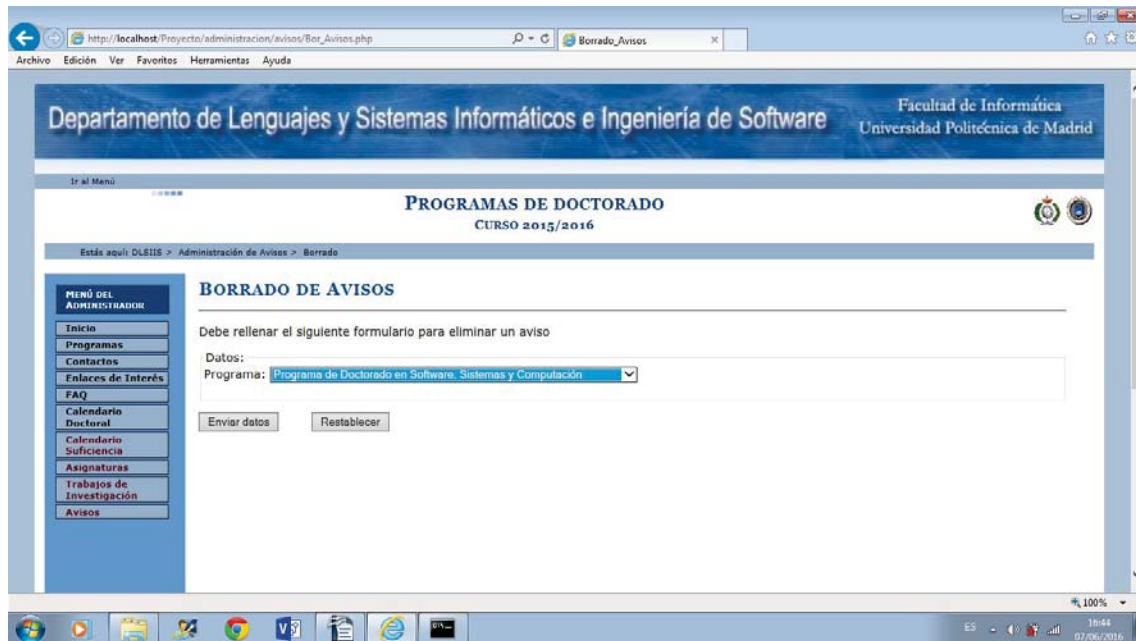 http://localhost/Proyecto/administracion/avisos/Bor_Avisos.php
Borrado_Avisos
Archivo Edición Ver Favoritos Herramientas Ayuda
Departamento de Lenguajes y Sistemas Informáticos e Ingeniería de Software
Facultad de Informática
Universidad Politécnica de Madrid
Ir al Menú
PROGRAMAS DE DOCTORADO
CURSO 2015/2016
Estás aquí: DLSIIS > Administración de Avisos > Borrado
MENÚ DEL
ADMINISTRADOR
Inicio
Programas
Contactos
Enlaces de Interés
FAQ
Calendario
Doctoral
Calendario
Suficiencia
Asignaturas
Trabajos de
Investigación
Avisos
BORRADO DE AVISOS
Debe rellenar el siguiente formulario para eliminar un aviso
Datos:
Programa: Programa de Doctorado en Software, Sistemas y Computación
Enviar datos Restablecer
100%
ES
16:44
07/06/2016